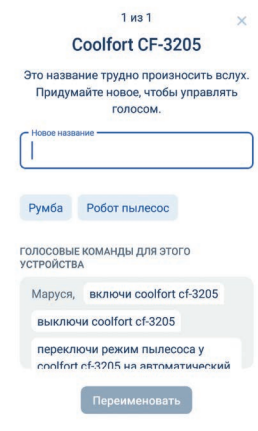 1 из 1
Coolfort CF-3205
Это название трудно произносить вслух.
Придумайте новое, чтобы управлять
голосом.
Новое название
Румба Робот пылесос
ГОЛОСОВЫЕ КОМАНДЫ ДЛЯ ЭТОГО
УСТРОЙСТВА
Маруся, включи coolfort cf-3205
выключи coolfort cf-3205
переключи режим пылесоса у
coolfort cf-3205 на автоматический
Переименовать